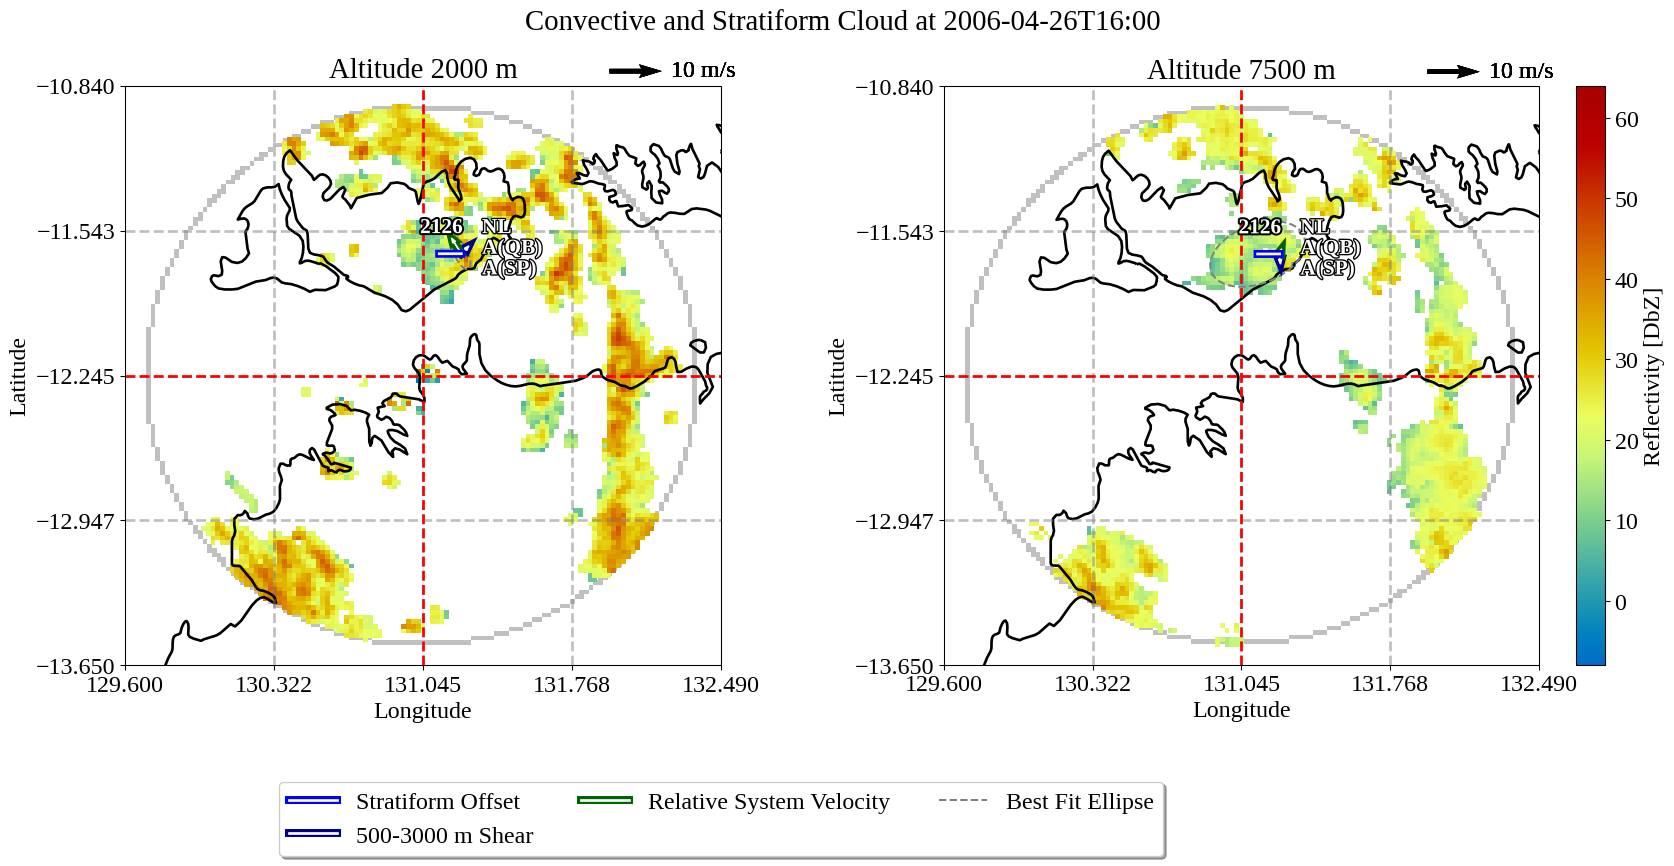 Convective and Stratiform Cloud at 2006-04-26T16:00
Altitude 2000 m
10 m/s
−10.840
−11.543
−12.245
−12.947
−13.650
Latitude
2126
NL
A(QB)
A(SP)
129.600
130.322
131.045
131.768
132.490
Longitude
Altitude 7500 m
10 m/s
−10.840
−11.543
−12.245
−12.947
−13.650
Latitude
2126
NL
A(QB)
A(SP)
129.600
130.322
131.045
131.768
132.490
Longitude
60
50
40
30
20
10
0
Reflectivity [DbZ]
Stratiform Offset
500-3000 m Shear
Relative System Velocity
Best Fit Ellipse